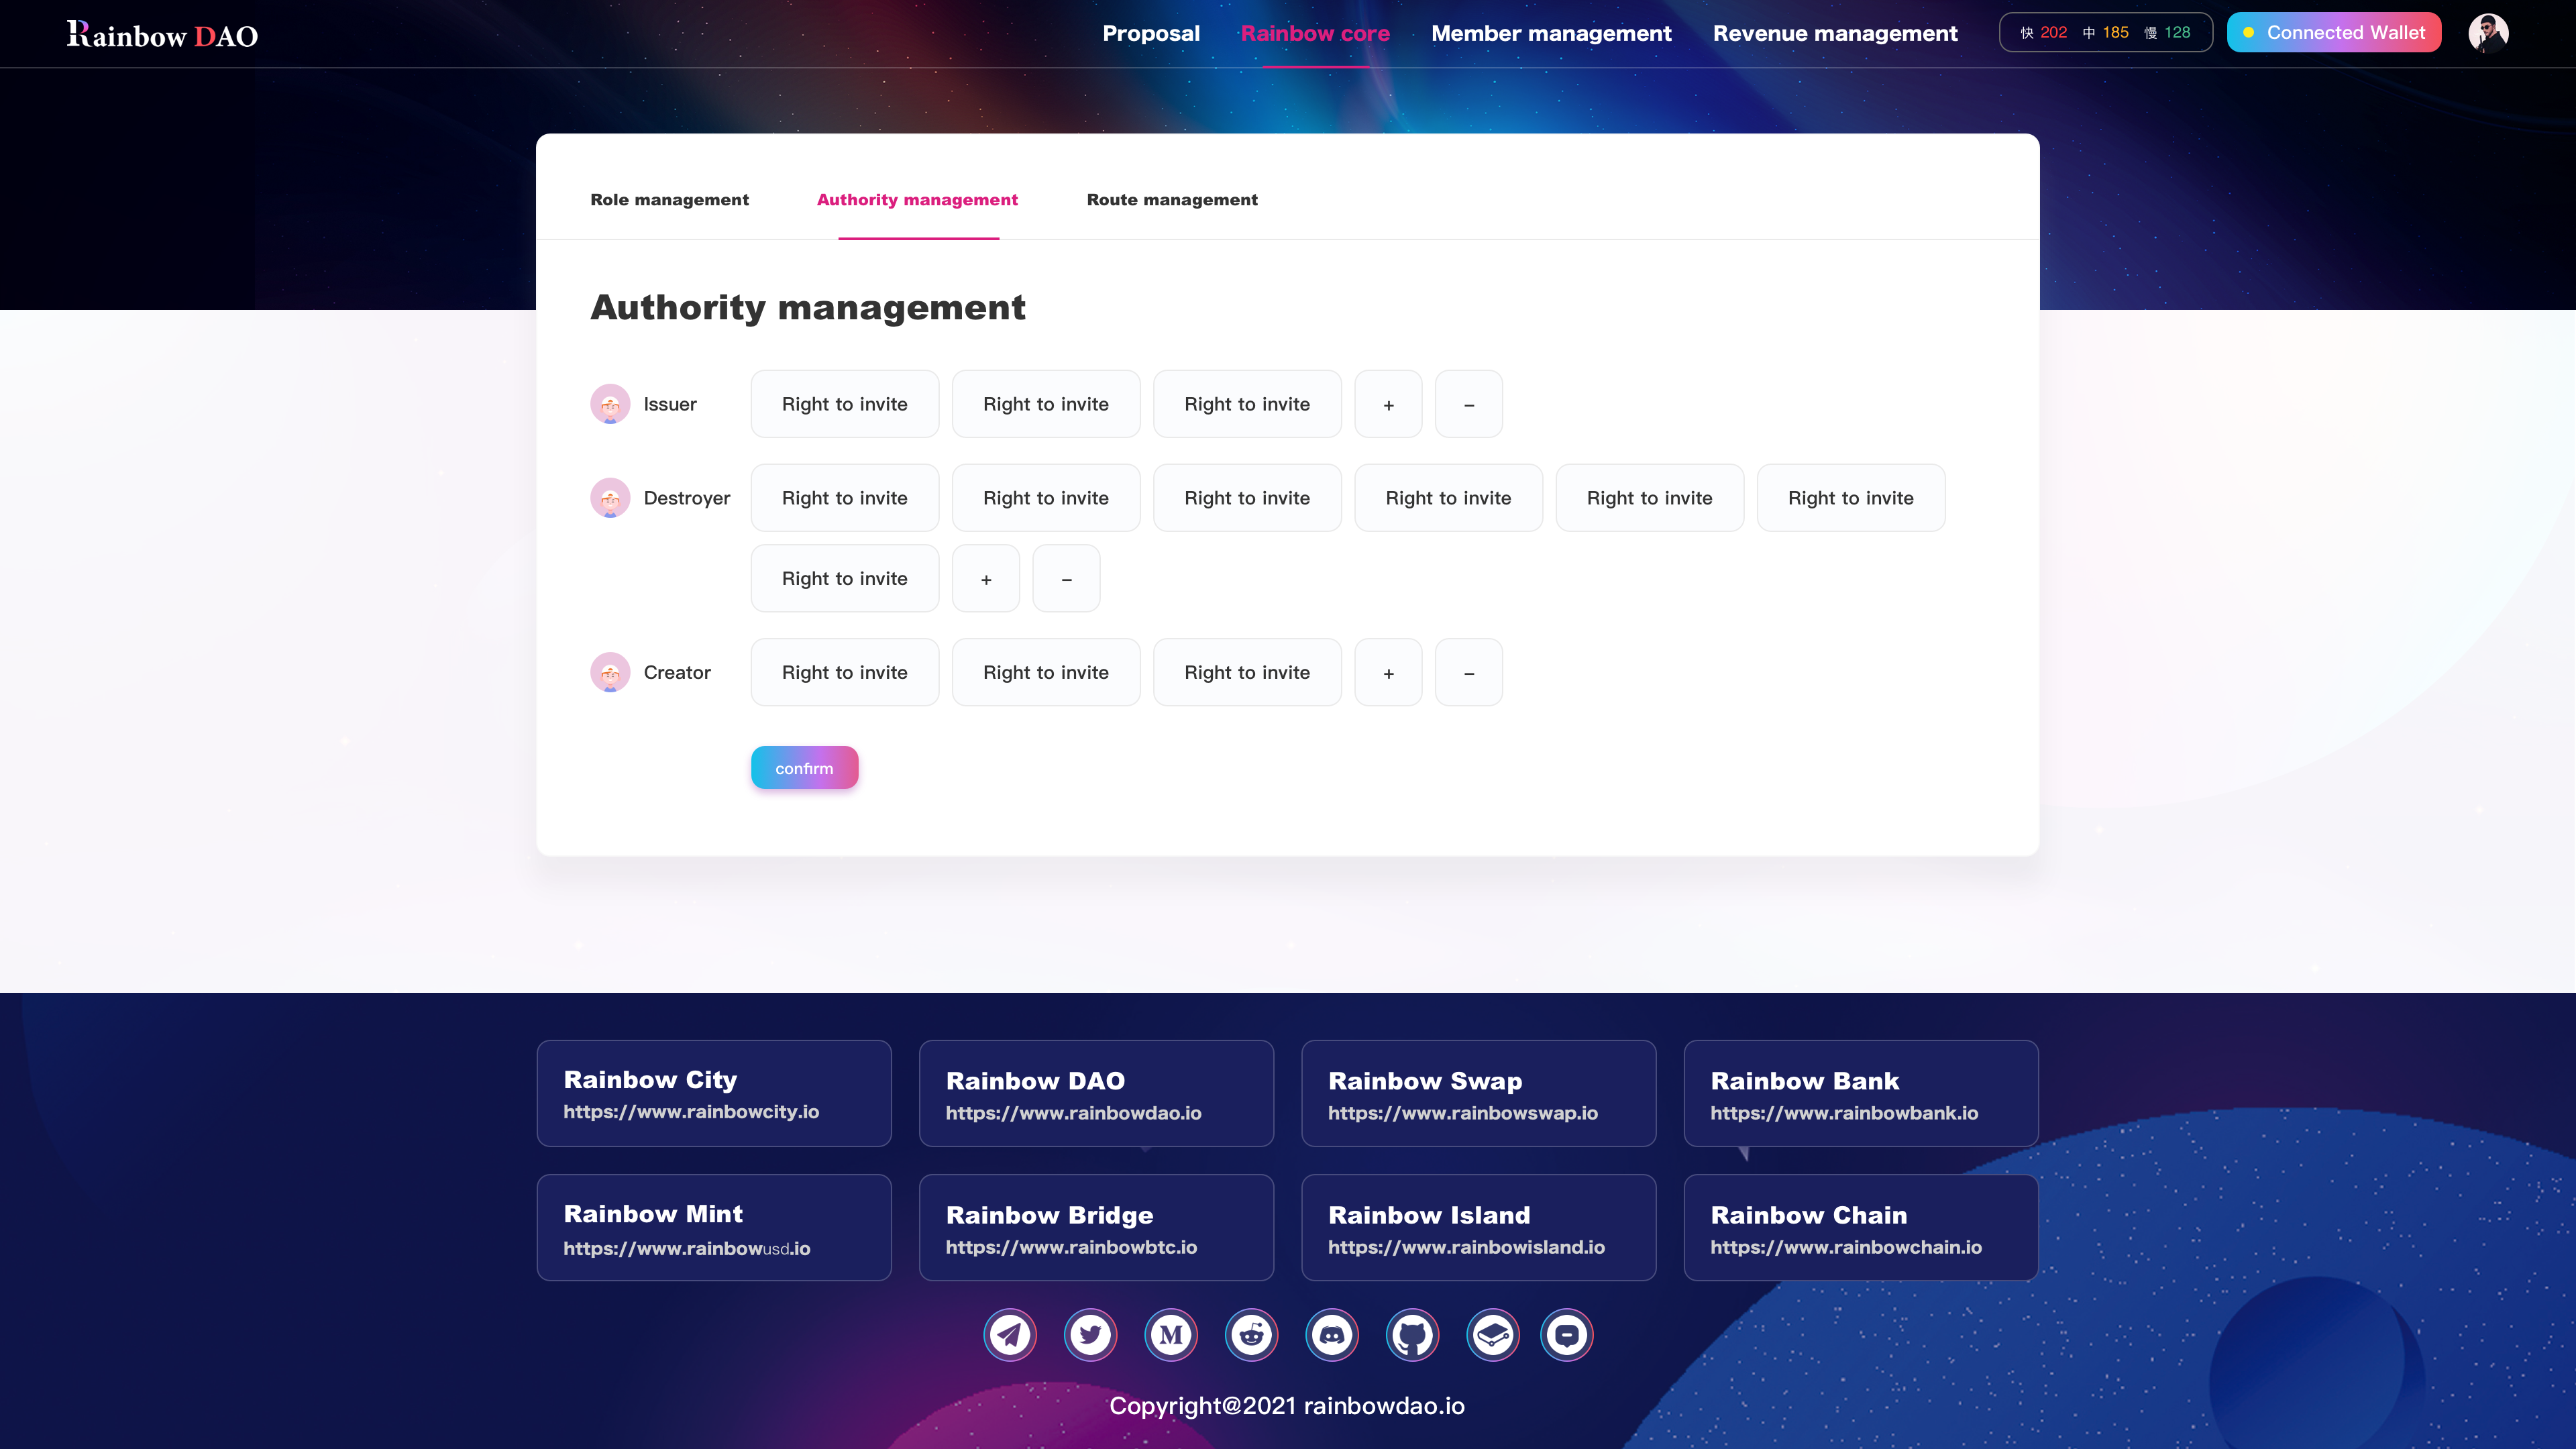 Rainbow DAO Proposal Rainbow core Member management Revenue management 快 202 中 185 慢 128 Connected Wallet
Role management Authority management Route management
Authority management
Issuer Right to invite Right to invite Right to invite + −
Destroyer Right to invite Right to invite Right to invite Right to invite Right to invite Right to invite
Right to invite + −
Creator Right to invite Right to invite Right to invite + −
confirm
Rainbow City Rainbow DAO Rainbow Swap Rainbow Bank
https://www.rainbowcity.io https://www.rainbowdao.io https://www.rainbowswap.io https://www.rainbowbank.io
Rainbow Mint Rainbow Bridge Rainbow Island Rainbow Chain
https://www.rainbowusd.io https://www.rainbowbtc.io https://www.rainbowisland.io https://www.rainbowchain.io
M
Copyright@2021 rainbowdao.io